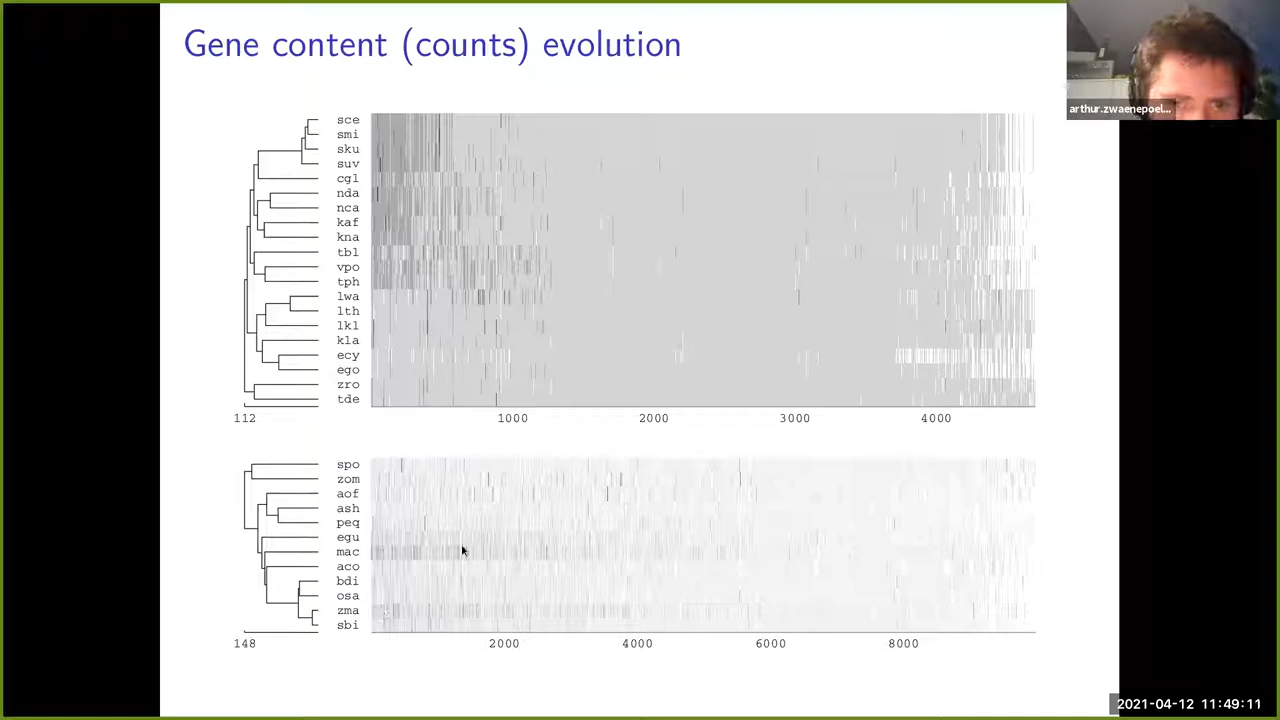 Gene content (counts) evolution
arthur.zwaenepoel...
sce
smi
sku
suv
cgl
nda
nca
kaf
kna
tbl
vpo
tph
lwa
lth
lkl
kla
ecy
ego
zro
tde
112 1000 2000 3000 4000
spo
zom
aof
ash
peq
egu
mac
aco
bdi
osa
zma
sbi
148 2000 4000 6000 8000
2021-04-12 11:49:11